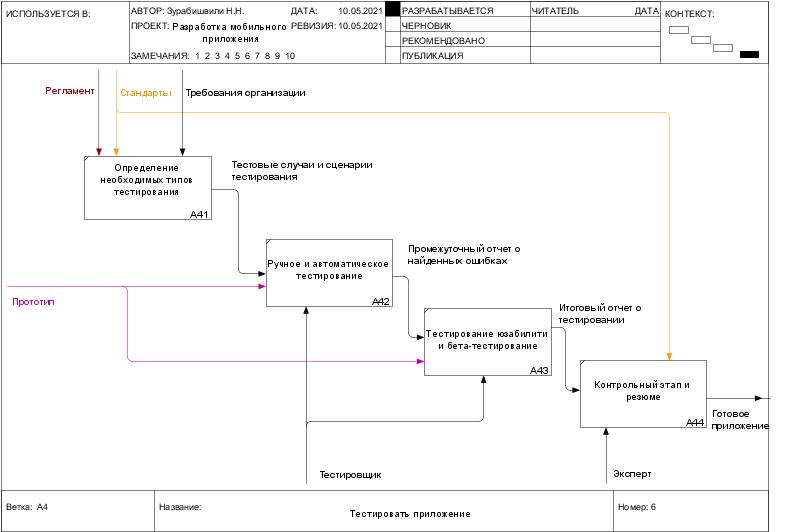 ИСПОЛЬЗУЕТСЯ В:
АВТОР: Зурабишвили Н.Н.
ДАТА: 10.05.2021
РАЗРАБАТЫВАЕТСЯ
ЧИТАТЕЛЬ
ДАТА
КОНТЕКСТ:
ПРОЕКТ: Разработка мобильного
приложения
РЕВИЗИЯ: 10.05.2021
ЧЕРНОВИК
РЕКОМЕНДОВАНО
ЗАМЕЧАНИЯ: 1 2 3 4 5 6 7 8 9 10
ПУБЛИКАЦИЯ
Регламент
Стандарты
Требования организации
Определение
необходимых типов
тестирования
A41
Тестовые случаи и сценарии
тестирования
Ручное и автоматическое
тестирование
A42
Промежуточный отчет о
найденных ошибках
Прототип
Тестирование юзабилити
и бета-тестирование
A43
Итоговый отчет о
тестировании
Контрольный этап и
резюме
A44
Готовое
приложение
Тестировщик
Эксперт
Ветка: A4
Название:
Тестировать приложение
Номер: 6